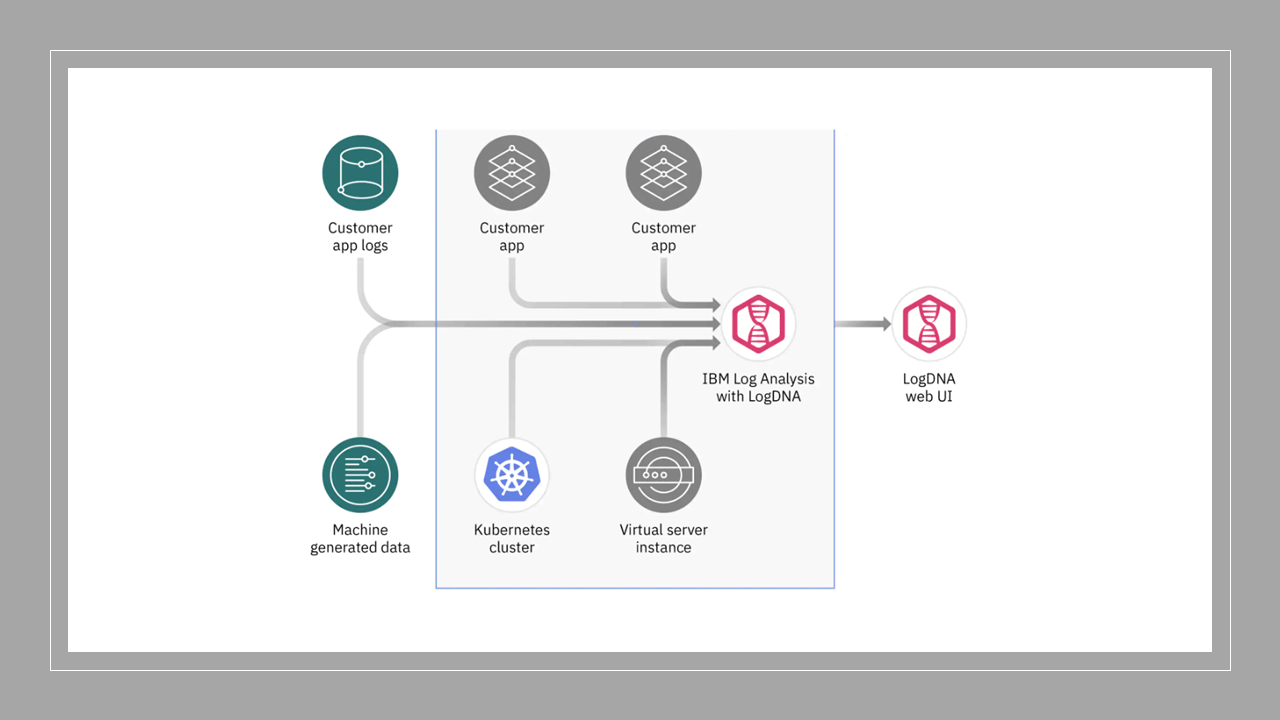 Customer
app logs
Customer
app
Customer
app
IBM Log Analysis
with LogDNA
LogDNA
web UI
Machine
generated data
Kubernetes
cluster
Virtual server
instance